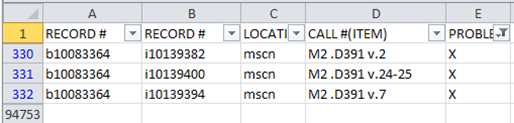 A B C D E
1 RECORD # RECORD # LOCATI CALL #(ITEM) PROBLE
330 b10083364 i10139382 mscn M2 .D391 v.2 X
331 b10083364 i10139400 mscn M2 .D391 v.24-25 X
332 b10083364 i10139394 mscn M2 .D391 v.7 X
94753